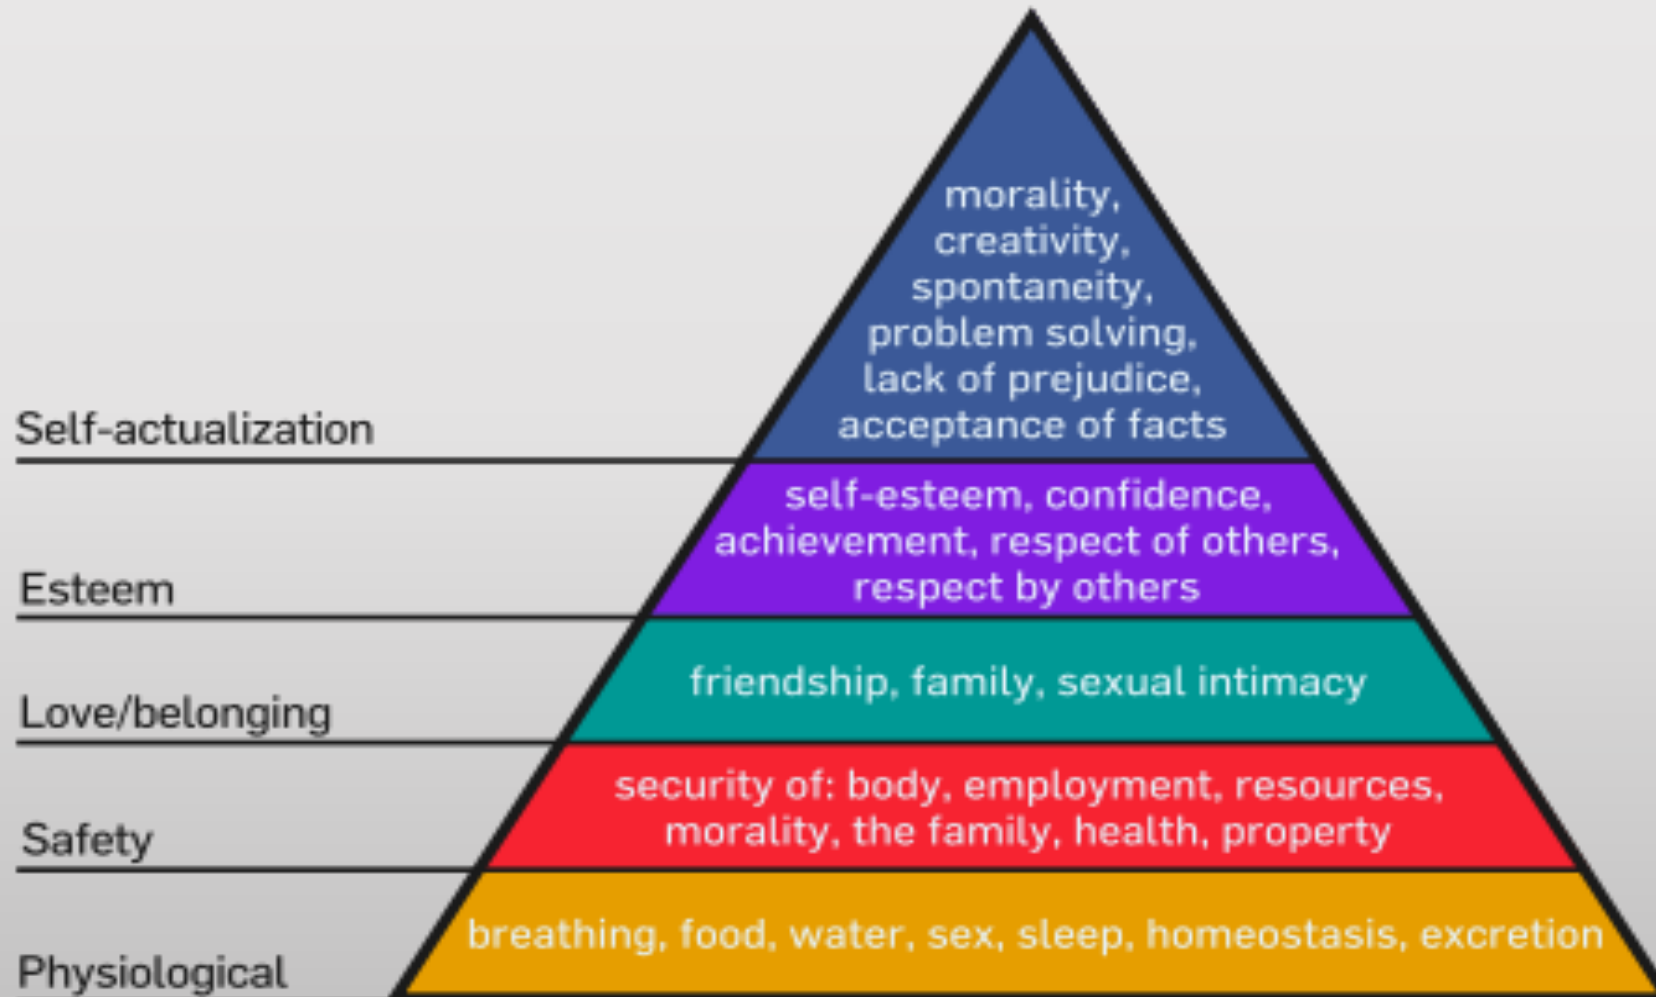 morality,
creativity,
spontaneity,
problem solving,
lack of prejudice,
acceptance of facts
Self-actualization
self-esteem, confidence,
achievement, respect of others,
respect by others
Esteem
friendship, family, sexual intimacy
Love/belonging
security of: body, employment, resources,
morality, the family, health, property
Safety
breathing, food, water, sex, sleep, homeostasis, excretion
Physiological